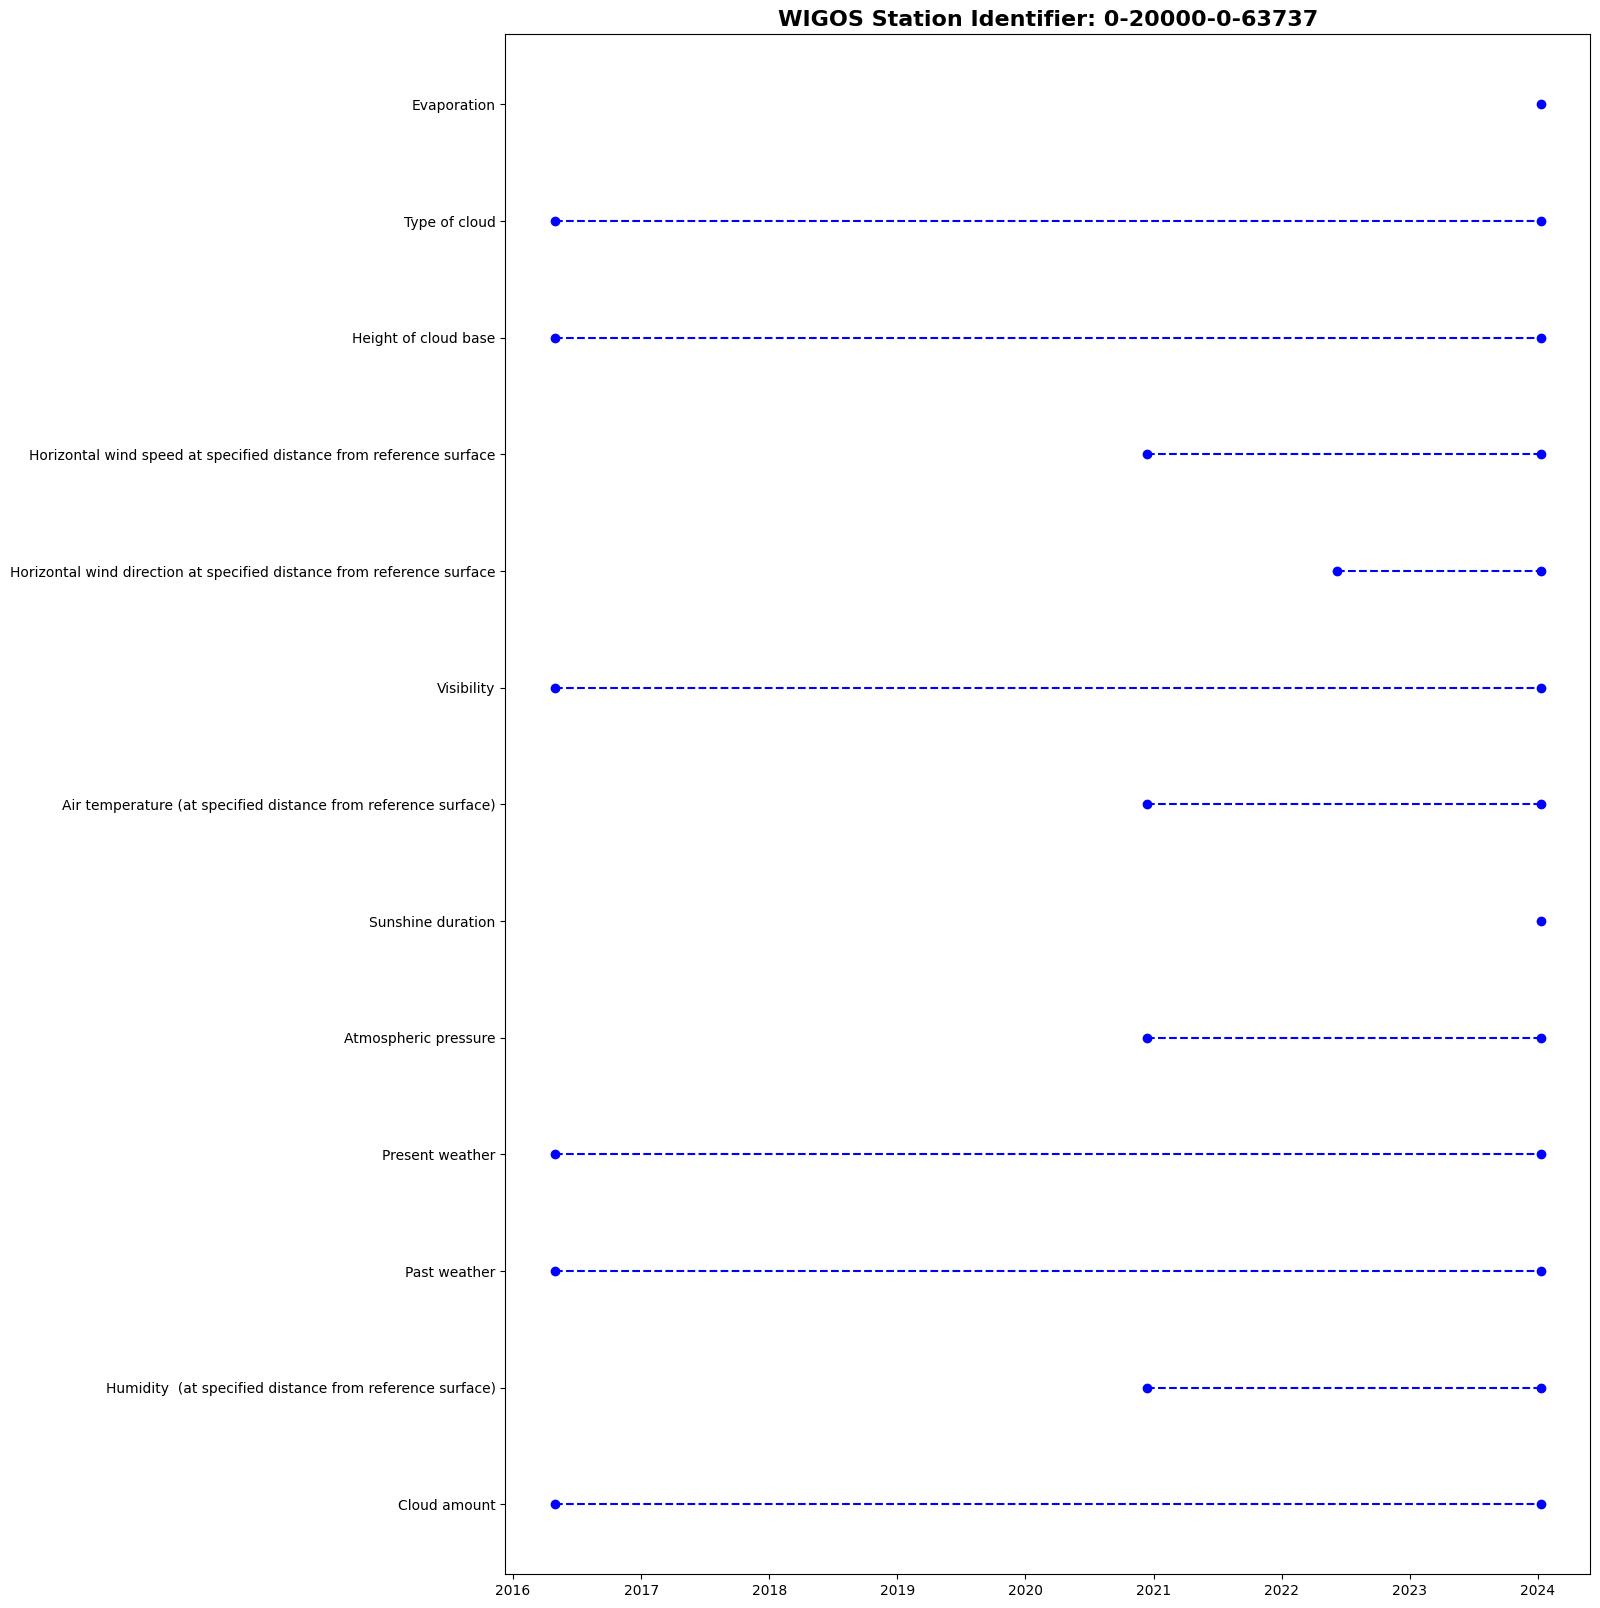 WIGOS Station Identifier: 0-20000-0-63737
Evaporation
Type of cloud
Height of cloud base
Horizontal wind speed at specified distance from reference surface
Horizontal wind direction at specified distance from reference surface
Visibility
Air temperature (at specified distance from reference surface)
Sunshine duration
Atmospheric pressure
Present weather
Past weather
Humidity  (at specified distance from reference surface)
Cloud amount
2016 2017 2018 2019 2020 2021 2022 2023 2024